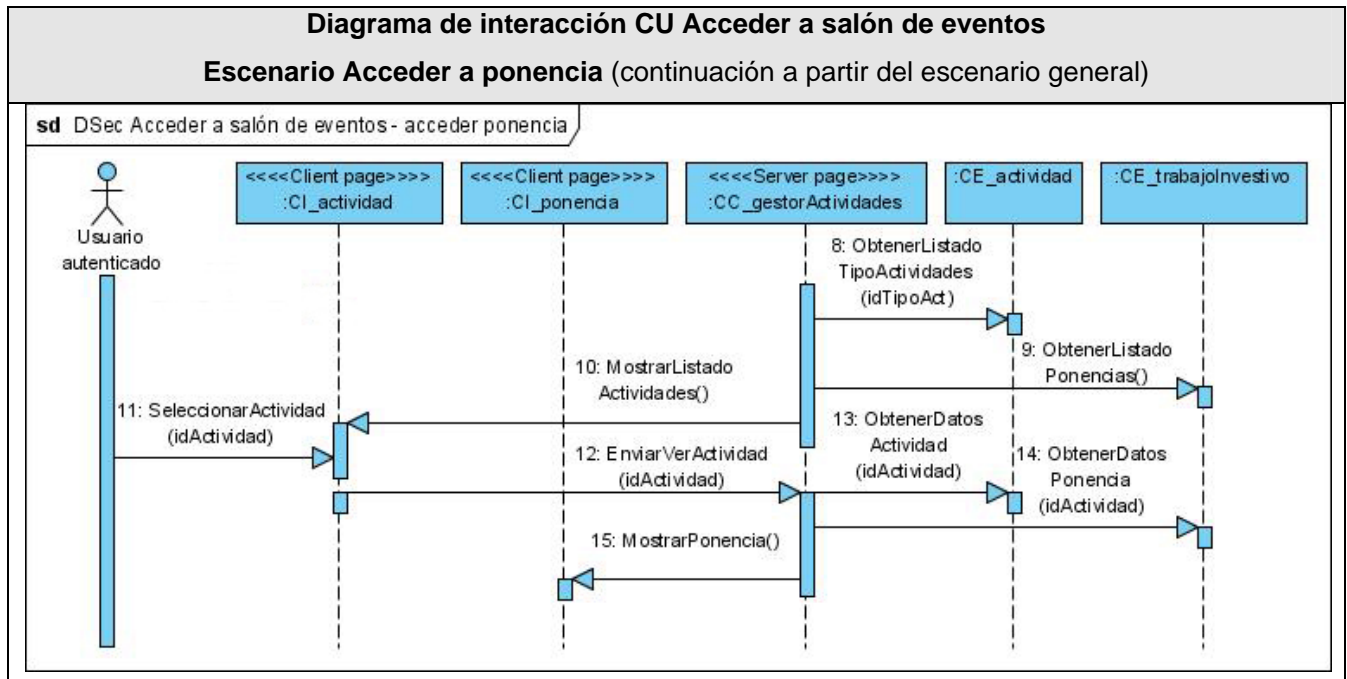 Diagrama de interacción CU Acceder a salón de eventos
Escenario Acceder a ponencia (continuación a partir del escenario general)
sd DSec Acceder a salón de eventos - acceder ponencia
Usuario
autenticado
<<<<Client page>>>>
:CI_actividad
<<<<Client page>>>>
:CI_ponencia
<<<<Server page>>>>
:CC_gestorActividades
:CE_actividad
:CE_trabajoInvestivo
8: ObtenerListado
TipoActividades
(idTipoAct)
9: ObtenerListado
Ponencias()
10: MostrarListado
Actividades()
11: SeleccionarActividad
(idActividad)
12: EnviarVerActividad
(idActividad)
13: ObtenerDatos
Actividad
(idActividad)
14: ObtenerDatos
Ponencia
(idActividad)
15: MostrarPonencia()